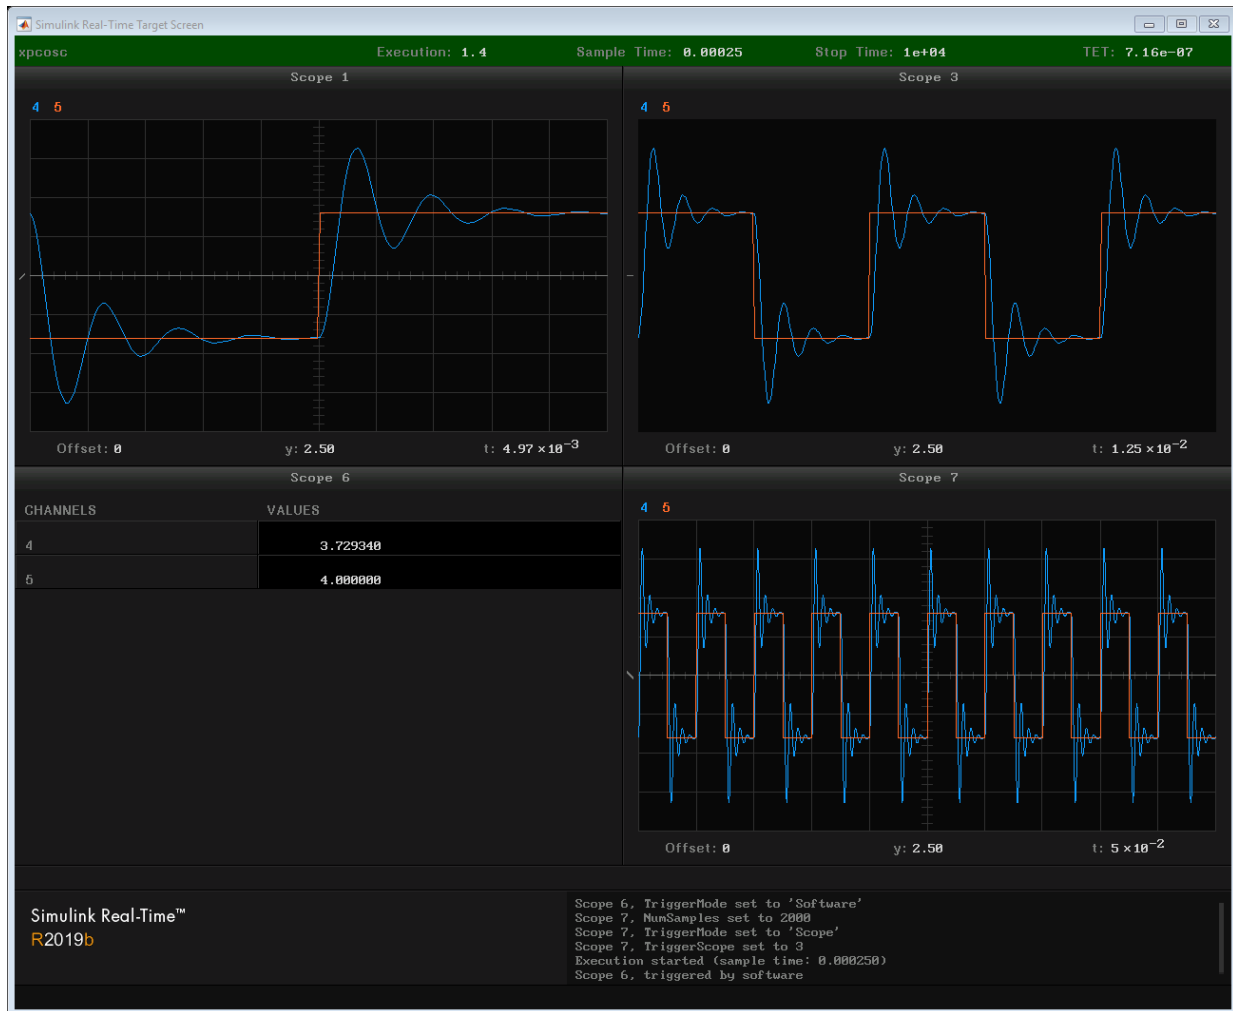 Simulink Real-Time Target Screen
xpcosc Execution: 1.4 Sample Time: 0.00025 Stop Time: 1e+04 TET: 7.16e-07
Scope 1
4 5
Offset: 0 y: 2.50 t: 4.97 ×10⁻³
Scope 3
4 5
Offset: 0 y: 2.50 t: 1.25 ×10⁻²
Scope 6
CHANNELS VALUES
4 3.729340
5 4.000000
Scope 7
4 5
Offset: 0 y: 2.50 t: 5 ×10⁻²
Simulink Real-Time™
R2019b
Scope 6, TriggerMode set to 'Software'
Scope 7, NumSamples set to 2000
Scope 7, TriggerMode set to 'Scope'
Scope 7, TriggerScope set to 3
Execution started (sample time: 0.000250)
Scope 6, triggered by software